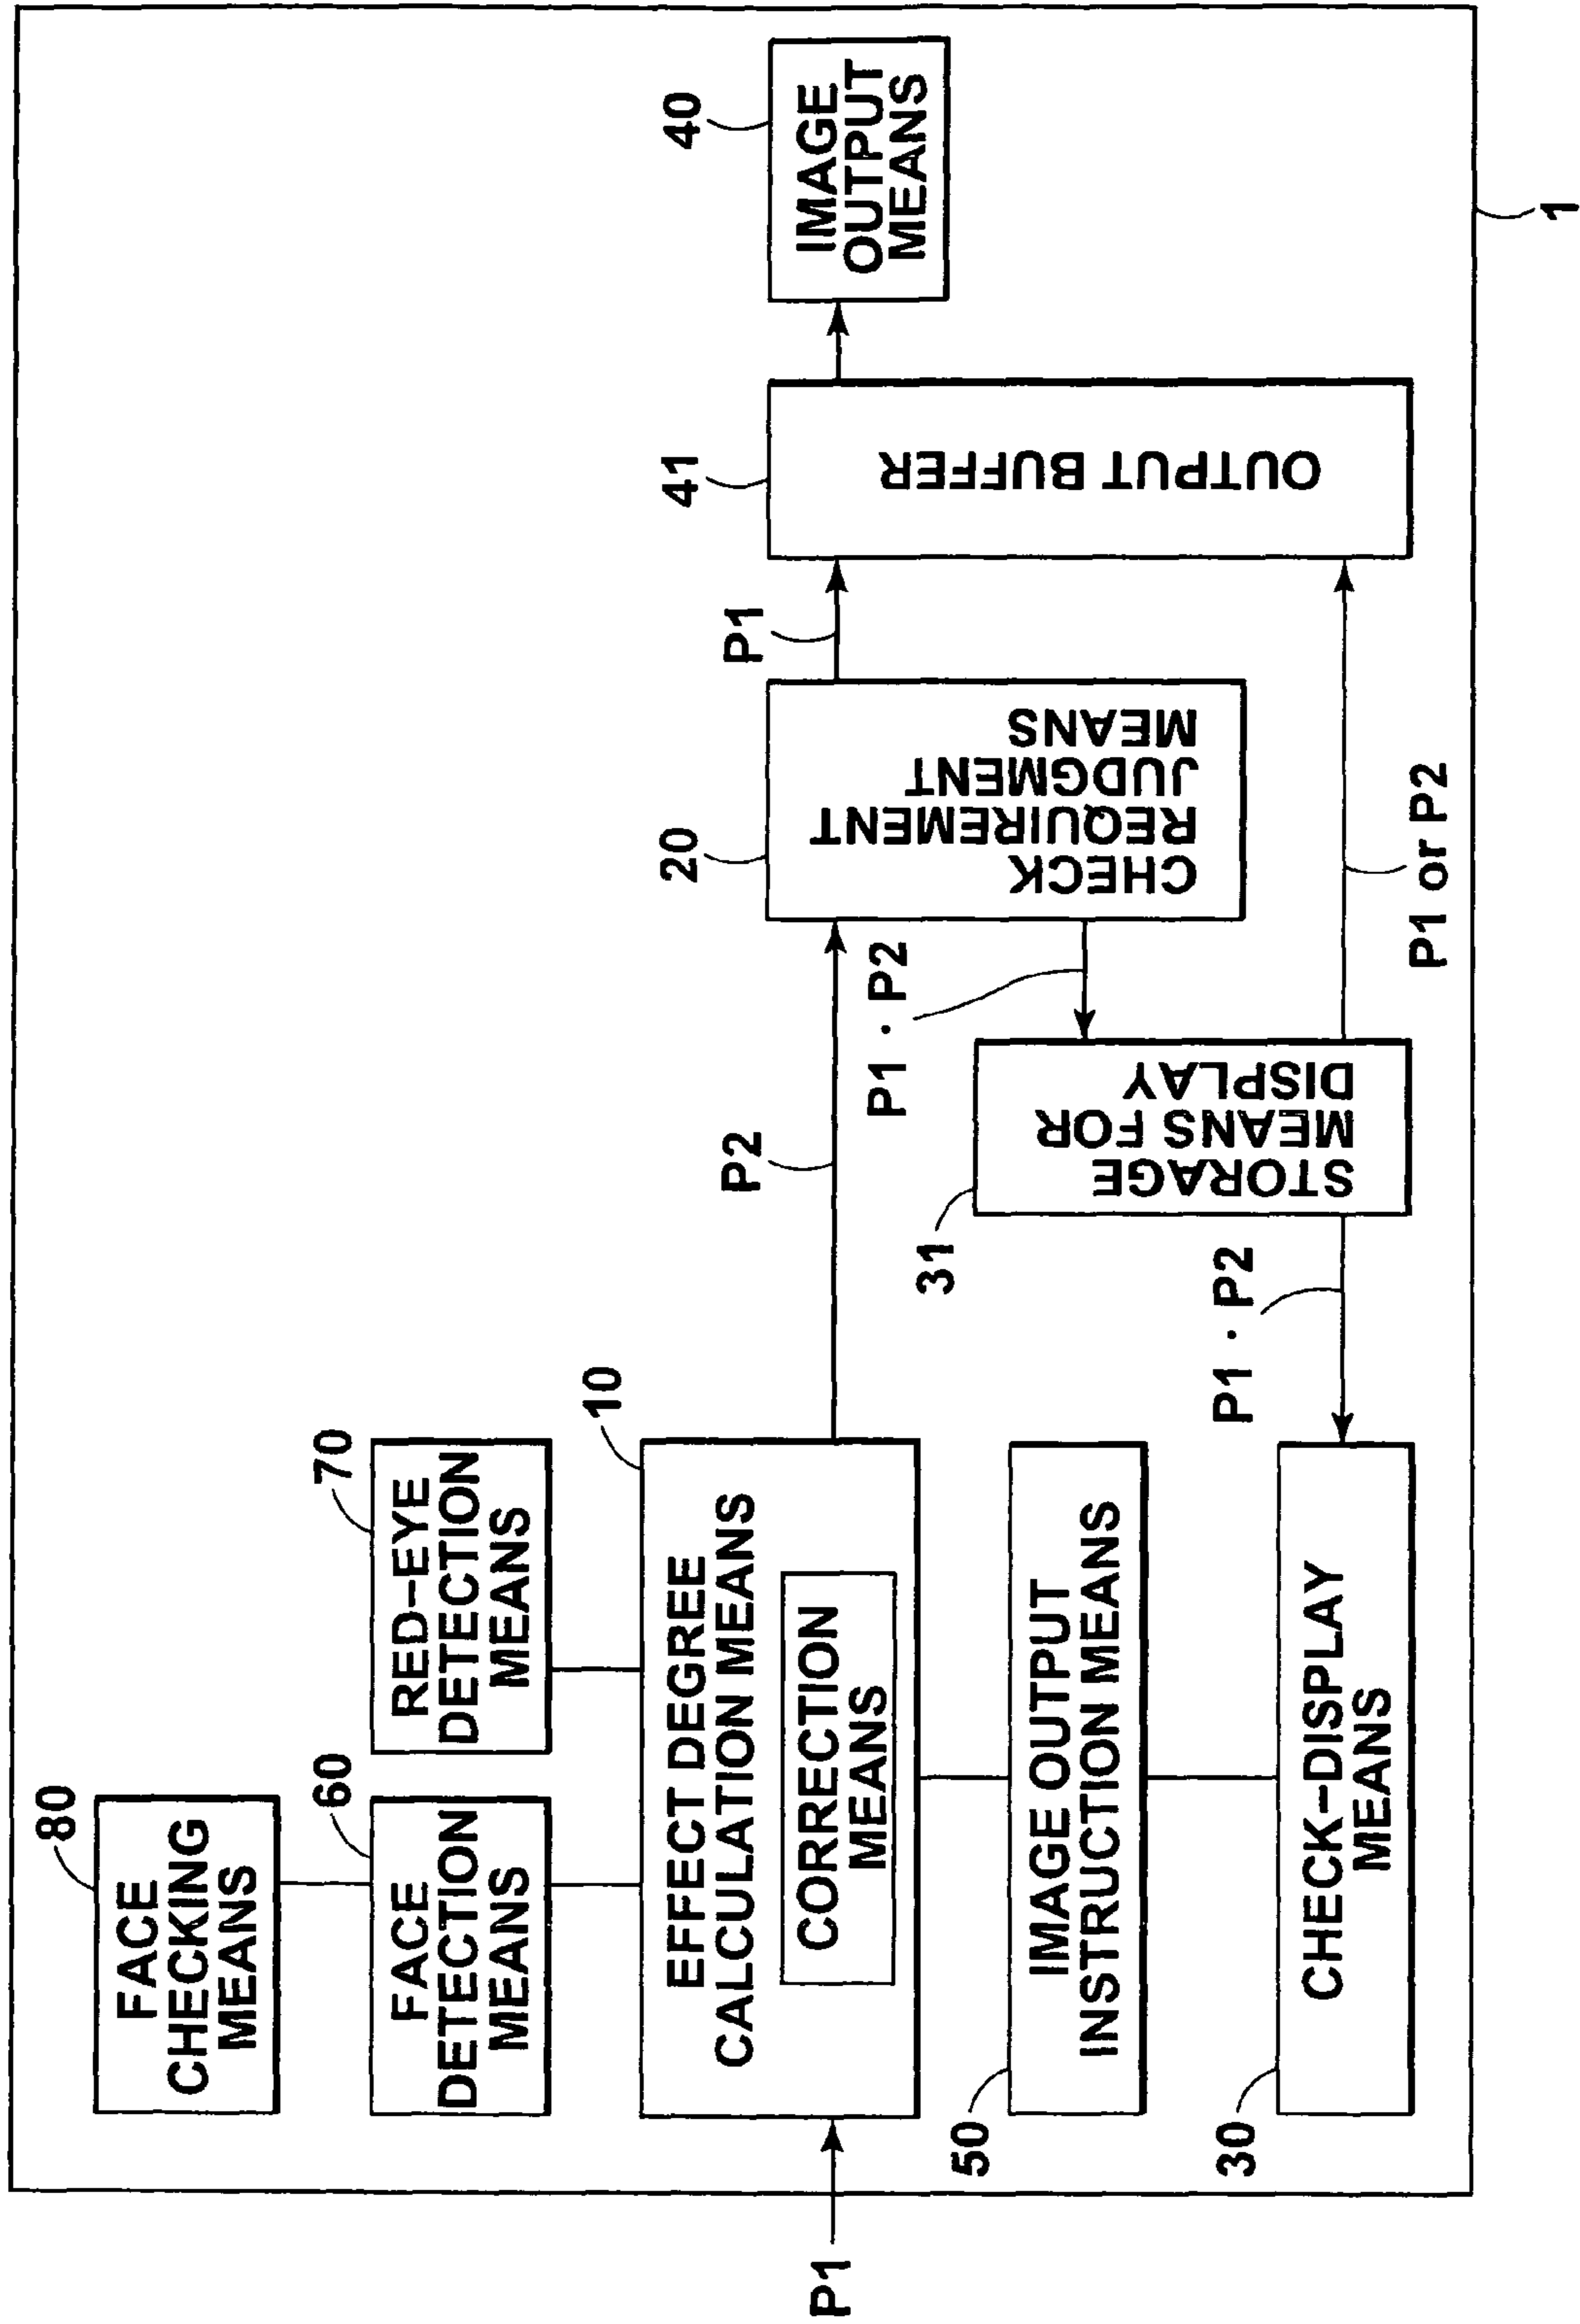 80
FACE
CHECKING
MEANS
60
FACE
DETECTION
MEANS
70
RED-EYE
DETECTION
MEANS
10
EFFECT DEGREE
CALCULATION MEANS
CORRECTION
MEANS
P1
50
IMAGE OUTPUT
INSTRUCTION MEANS
30
CHECK-DISPLAY
MEANS
P2
20
CHECK
REQUIREMENT
JUDGMENT
MEANS
P1 · P2
31
STORAGE
MEANS FOR
DISPLAY
P1 · P2
P1
P1 or P2
41
OUTPUT BUFFER
40
IMAGE
OUTPUT
MEANS
1